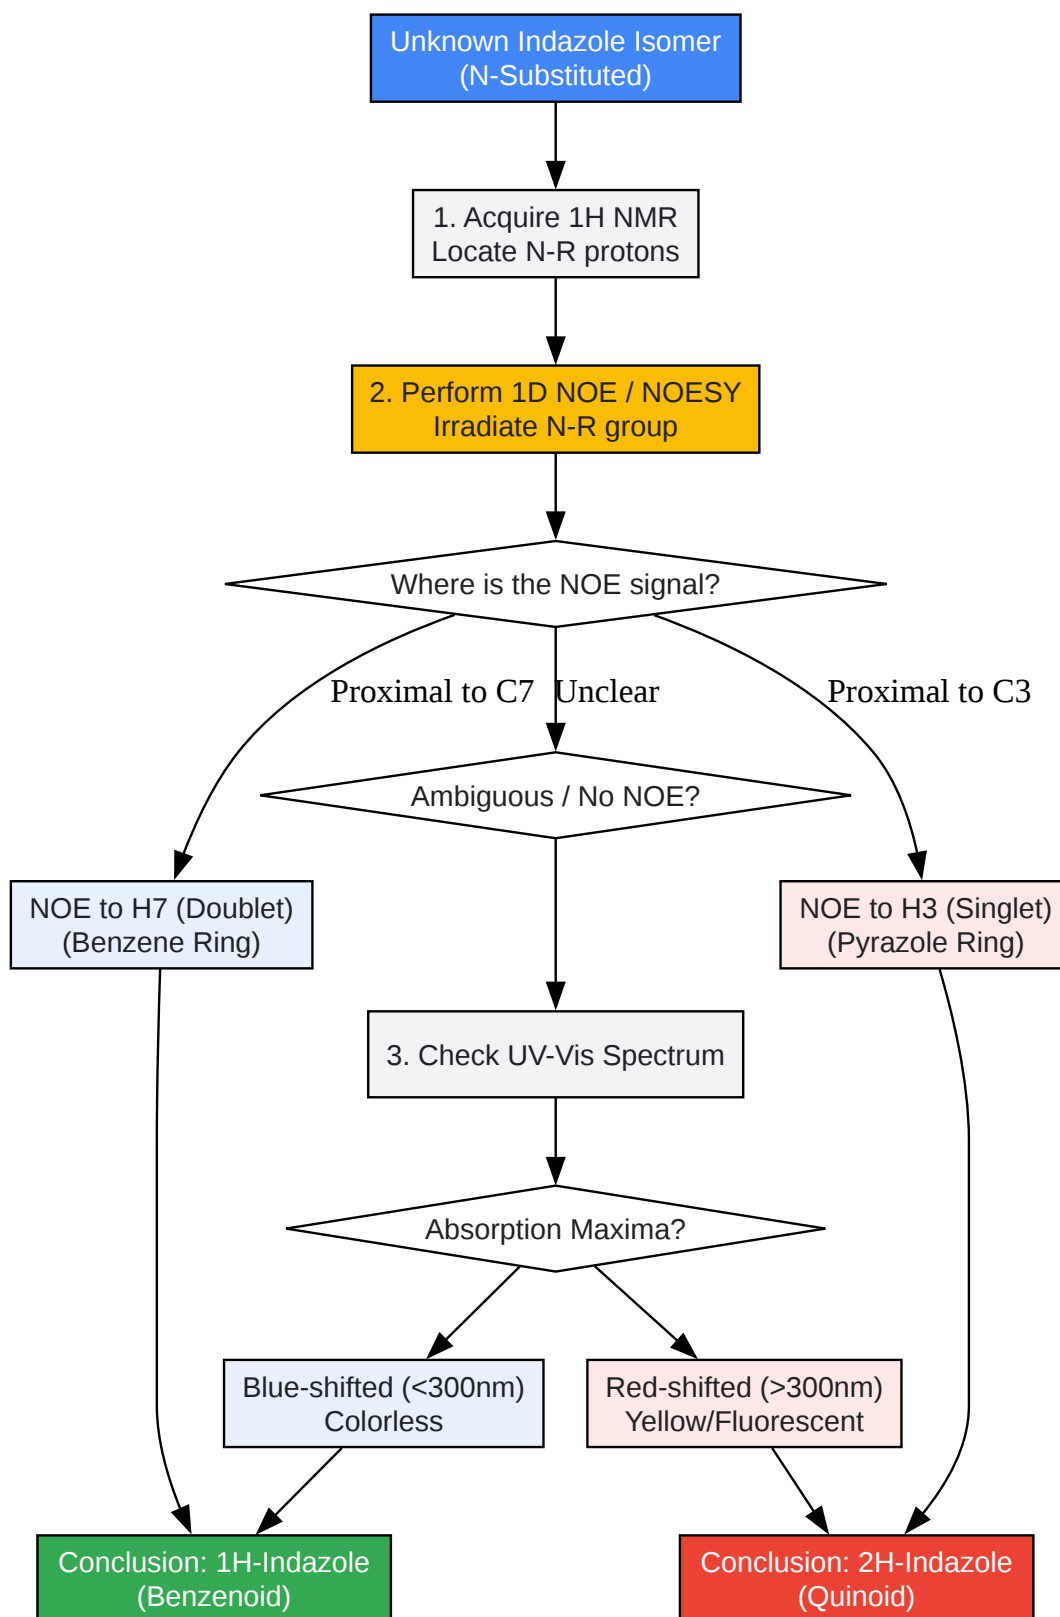 Unknown Indazole Isomer
(N-Substituted)
1. Acquire 1H NMR
Locate N-R protons
2. Perform 1D NOE / NOESY
Irradiate N-R group
Where is the NOE signal?
Proximal to C7
Unclear
Proximal to C3
Ambiguous / No NOE?
NOE to H7 (Doublet)
(Benzene Ring)
NOE to H3 (Singlet)
(Pyrazole Ring)
3. Check UV-Vis Spectrum
Absorption Maxima?
Blue-shifted (<300nm)
Colorless
Red-shifted (>300nm)
Yellow/Fluorescent
Conclusion: 1H-Indazole
(Benzenoid)
Conclusion: 2H-Indazole
(Quinoid)